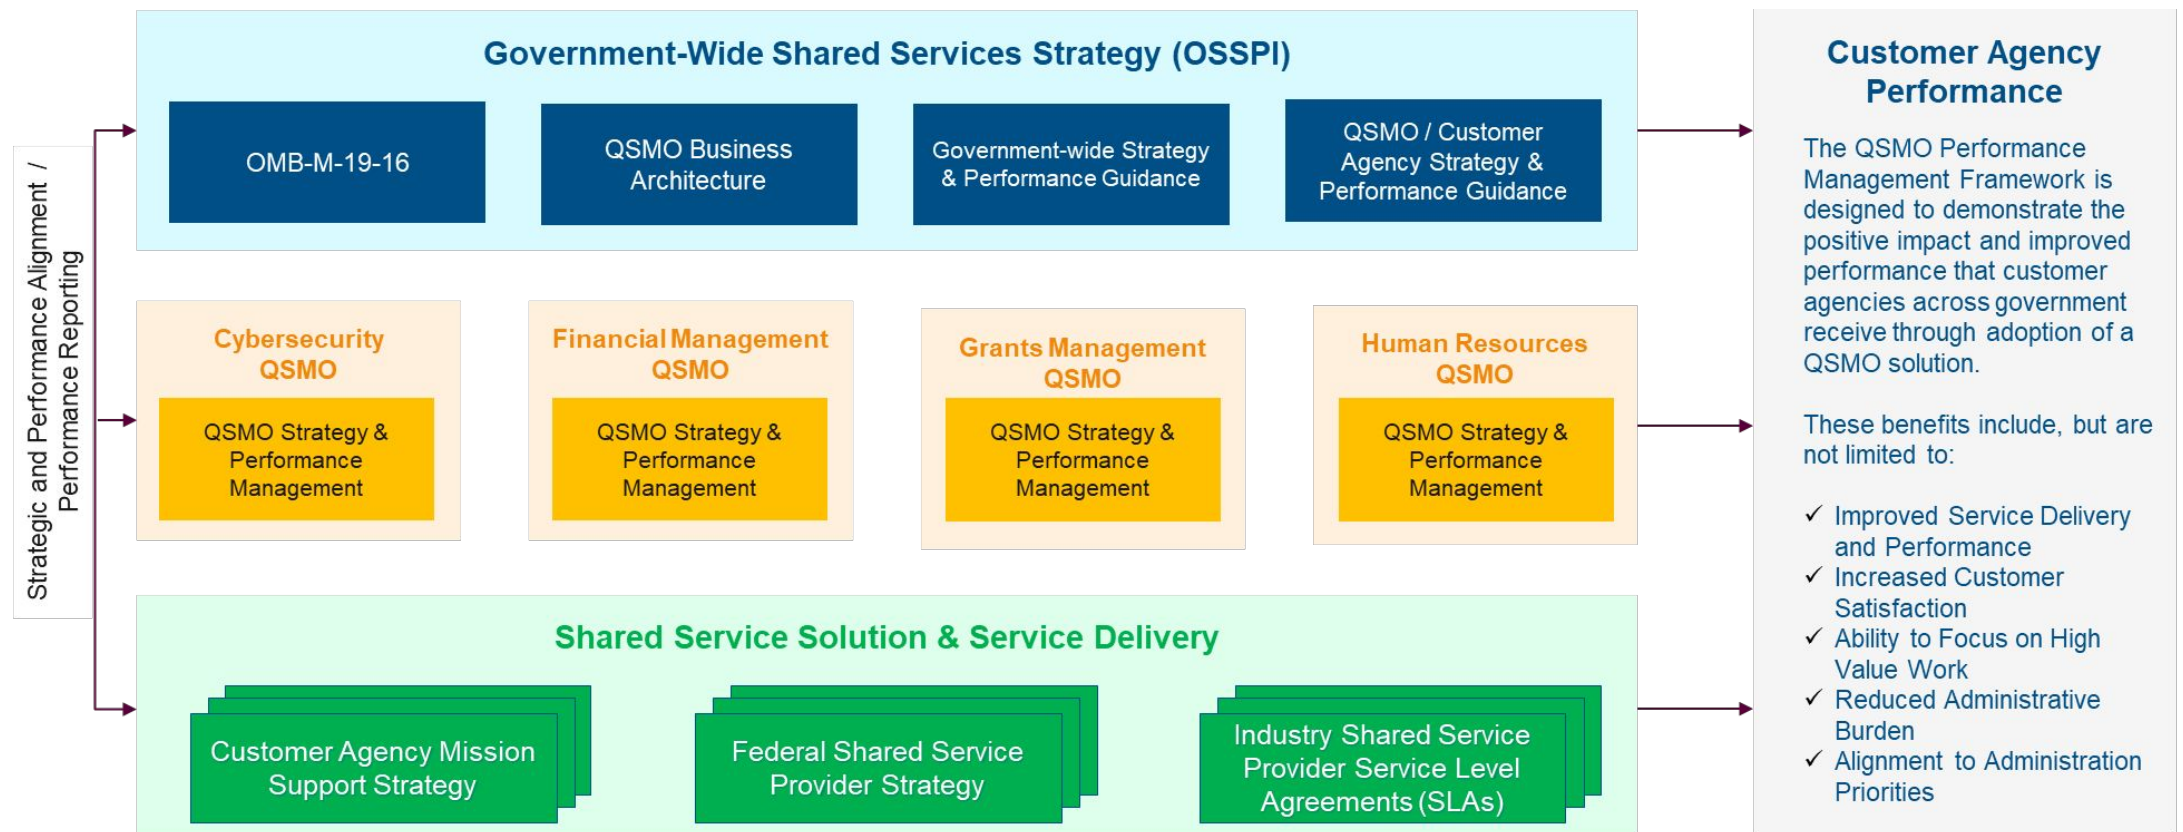 Strategic and Performance Alignment /
Performance Reporting
Government-Wide Shared Services Strategy (OSSPI)
OMB-M-19-16
QSMO Business
Architecture
Government-wide Strategy
& Performance Guidance
QSMO / Customer
Agency Strategy &
Performance Guidance
Cybersecurity
QSMO
QSMO Strategy &
Performance
Management
Financial Management
QSMO
QSMO Strategy &
Performance
Management
Grants Management
QSMO
QSMO Strategy &
Performance
Management
Human Resources
QSMO
QSMO Strategy &
Performance
Management
Shared Service Solution & Service Delivery
Customer Agency Mission
Support Strategy
Federal Shared Service
Provider Strategy
Industry Shared Service
Provider Service Level
Agreements (SLAs)
Customer Agency
Performance
The QSMO Performance
Management Framework is
designed to demonstrate the
positive impact and improved
performance that customer
agencies across government
receive through adoption of a
QSMO solution.
These benefits include, but are
not limited to:
✓ Improved Service Delivery
and Performance
✓ Increased Customer
Satisfaction
✓ Ability to Focus on High
Value Work
✓ Reduced Administrative
Burden
✓ Alignment to Administration
Priorities